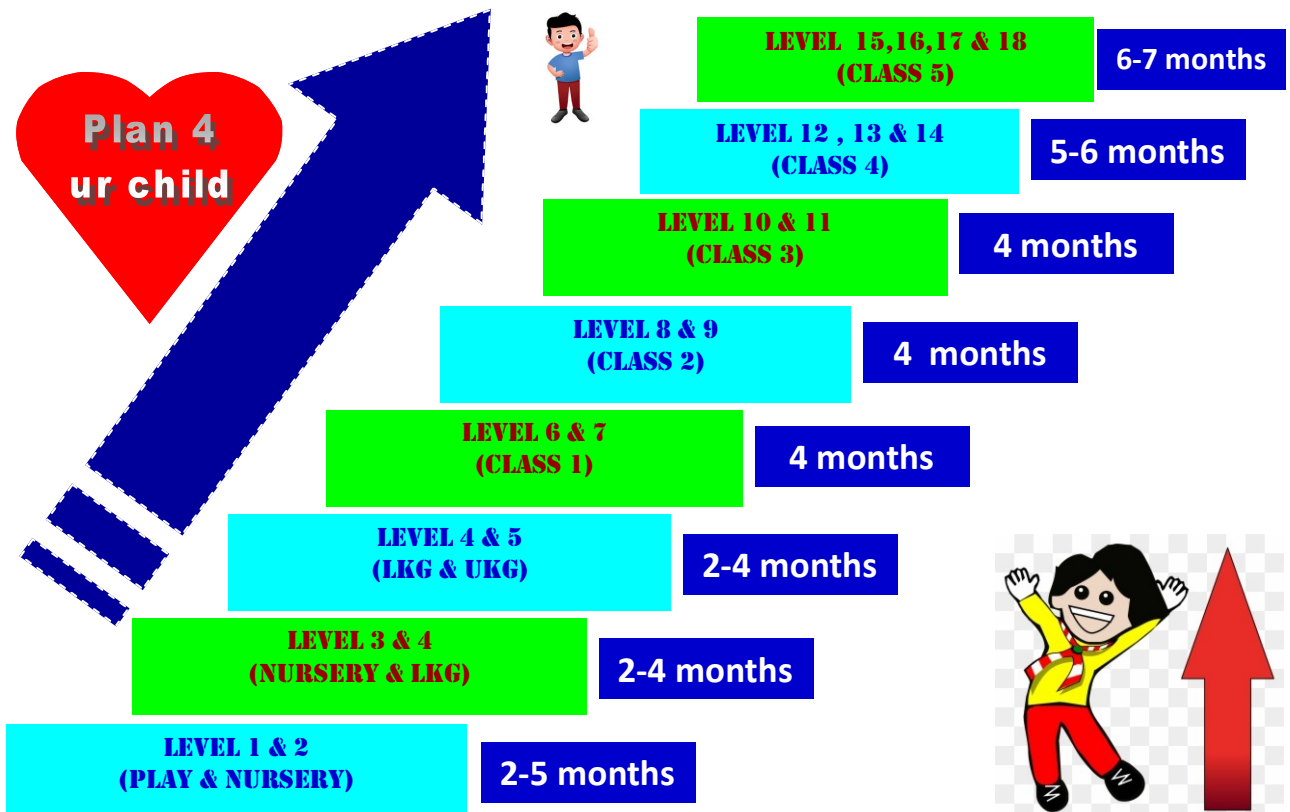 Plan 4
ur child
LEVEL 15,16,17 & 18
(CLASS 5)
6-7 months
LEVEL 12 , 13 & 14
(CLASS 4)
5-6 months
LEVEL 10 & 11
(CLASS 3)
4 months
LEVEL 8 & 9
(CLASS 2)
4 months
LEVEL 6 & 7
(CLASS 1)
4 months
LEVEL 4 & 5
(LKG & UKG)
2-4 months
LEVEL 3 & 4
(NURSERY & LKG)
2-4 months
LEVEL 1 & 2
(PLAY & NURSERY)
2-5 months